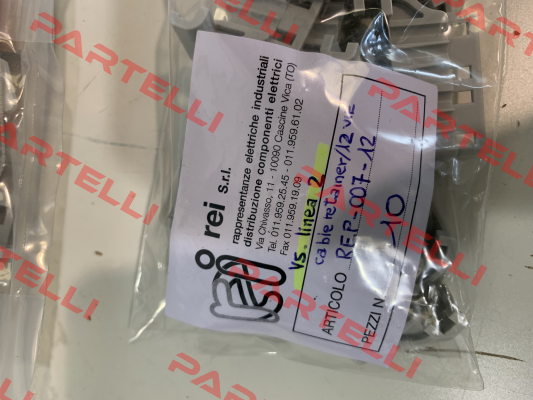 rei s.r.l.
rappresentanze elettriche industriali
distribuzione componenti elettrici
Via Chivasso, 11 - 10090 Cascine Vica (TO)
Tel. 011.959.25.45 - 011.959.61.02
Fax 011.959.19.09
Vs. linea 2
cable retainer/12 V.E
ARTICOLO REP-007-12
PEZZI N. 10
PARTELLI
PARTELLI
PARTELLI
PARTELLI
PARTELLI
PARTELLI